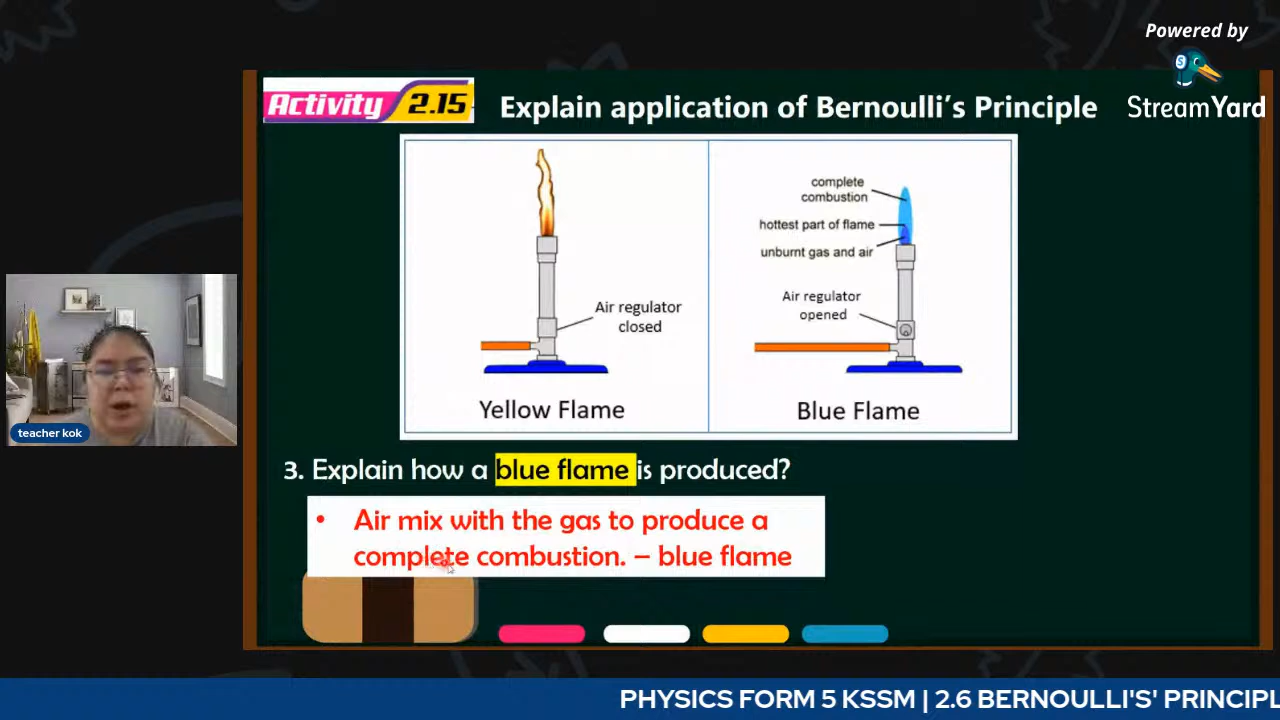 Powered by
StreamYard
Activity 2.15
Explain application of Bernoulli's Principle
complete
combustion
hottest part of flame
unburnt gas and air
Air regulator
closed
Air regulator
opened
Yellow Flame
Blue Flame
teacher kok
3. Explain how a blue flame is produced?
• Air mix with the gas to produce a
complete combustion. – blue flame
PHYSICS FORM 5 KSSM | 2.6 BERNOULLI'S' PRINCIPL